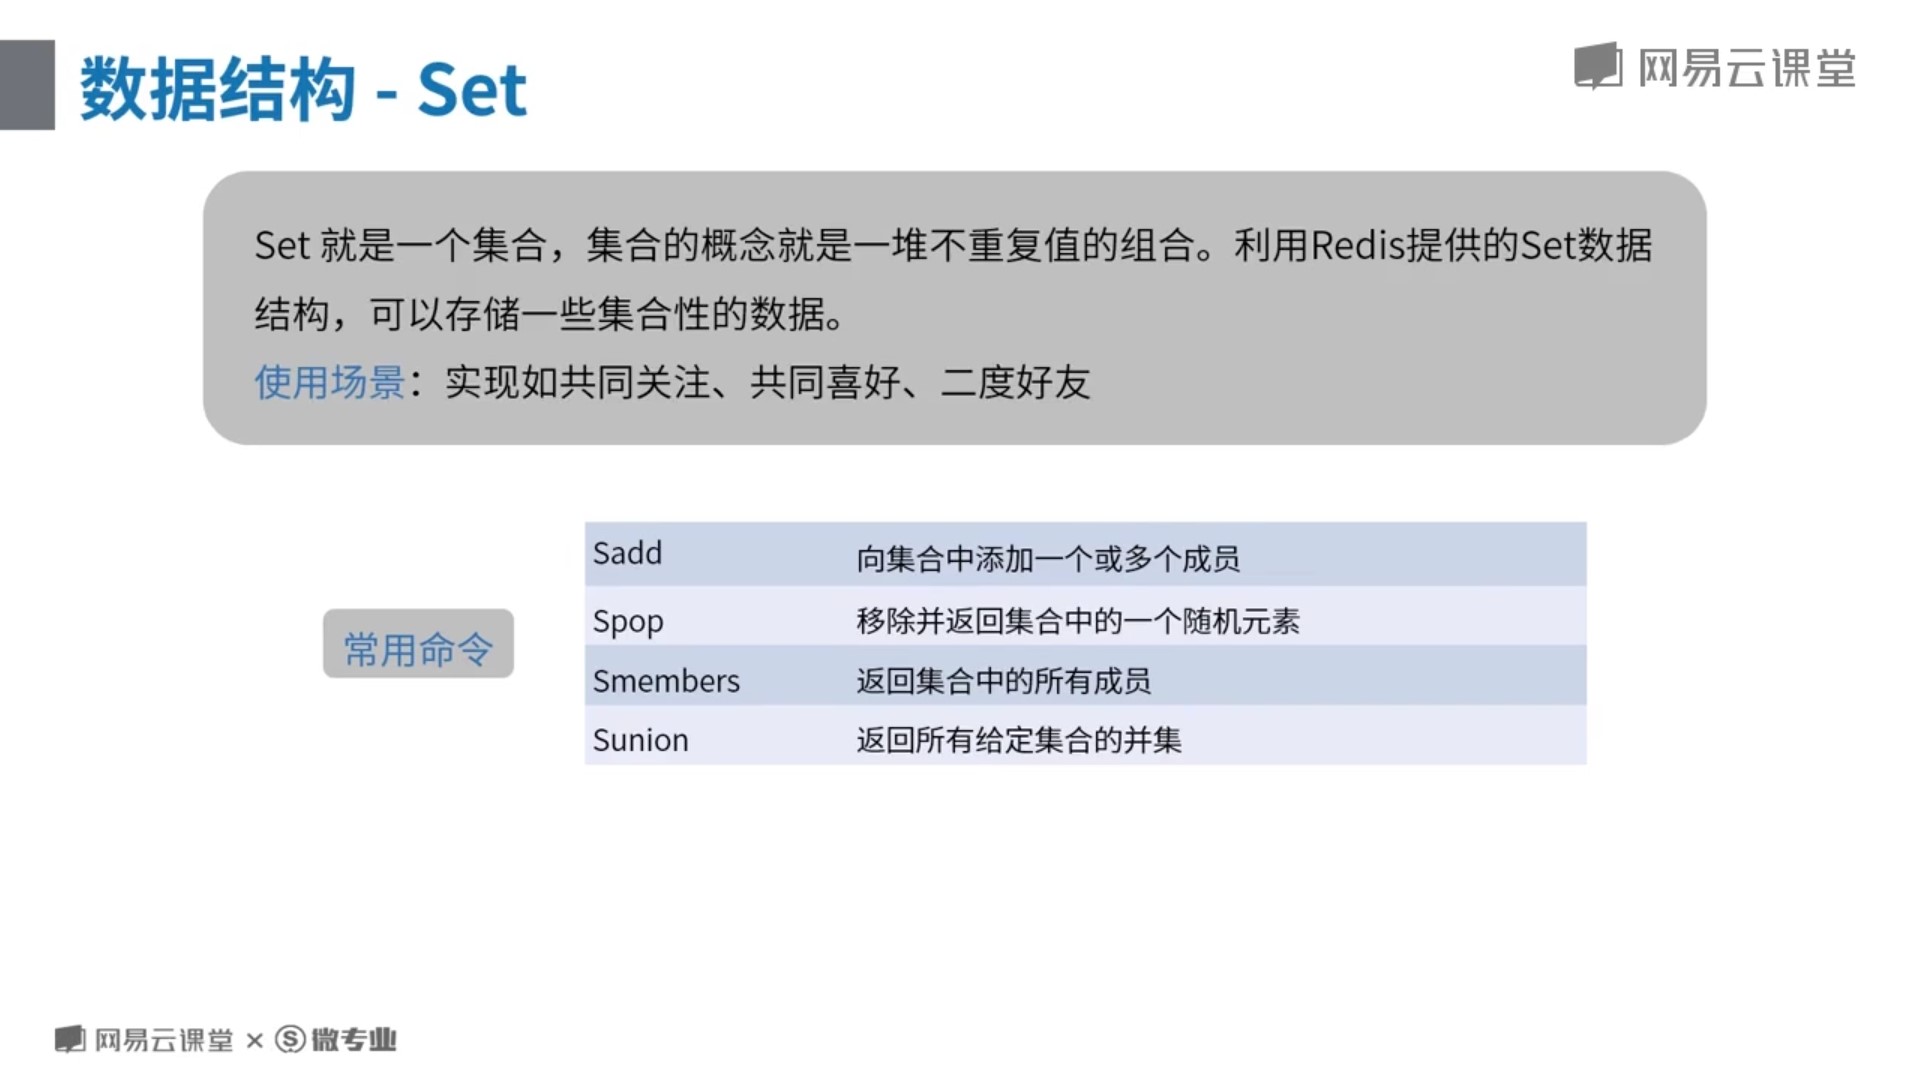 数据结构 - Set
网易云课堂
Set 就是一个集合，集合的概念就是一堆不重复值的组合。利用Redis提供的Set数据
结构，可以存储一些集合性的数据。
使用场景：实现如共同关注、共同喜好、二度好友
常用命令
Sadd 向集合中添加一个或多个成员
Spop 移除并返回集合中的一个随机元素
Smembers 返回集合中的所有成员
Sunion 返回所有给定集合的并集
网易云课堂 × S 微专业